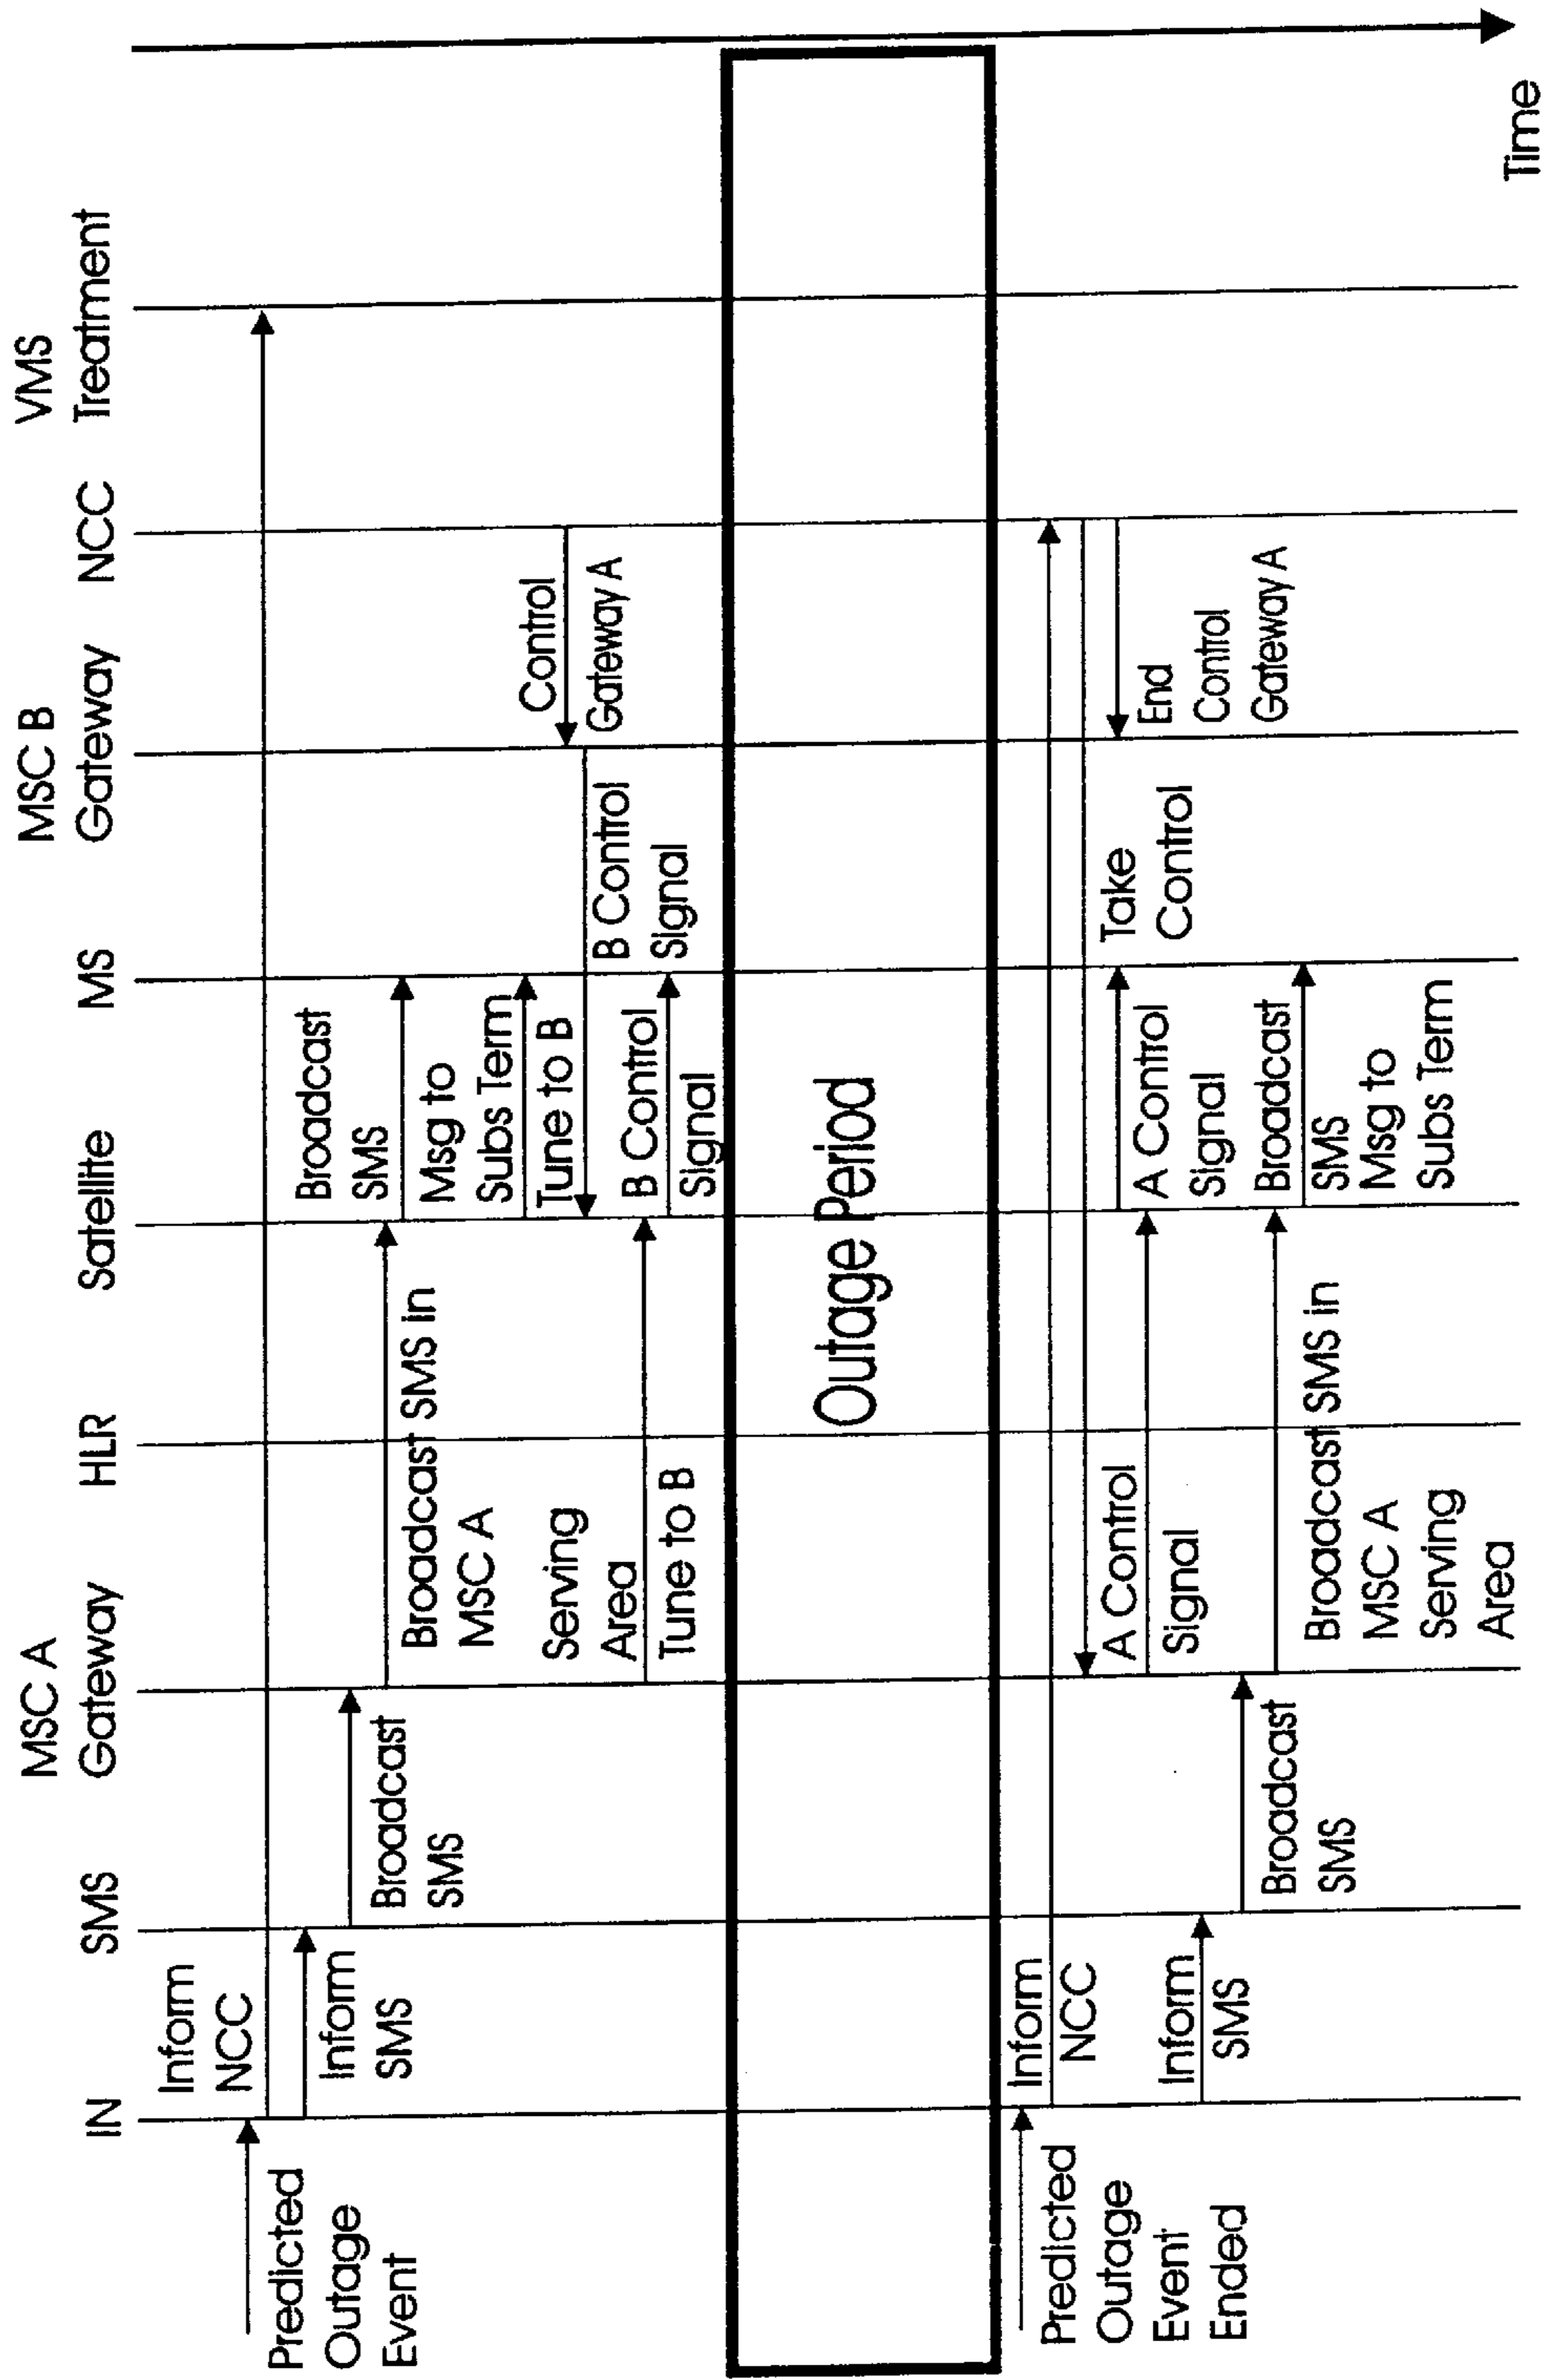 MSC A
MSC B
VMS
IN
SMS
Gateway
HLR
Satellite
MS
Gateway
NCC
Treatment
Predicted
Outage
Event
Inform
NCC
Inform
SMS
Broadcast
SMS
Broadcast SMS in
MSC A
Serving
Area
Broadcast
SMS
Msg to
Subs Term
Tune to B
Control
Gateway A
B Control
Signal
Tune to B
B Control
Signal
Outage Period
Predicted
Outage
Event
Ended
Inform
NCC
Take
Control
End
Control
Gateway A
A Control
Signal
A Control
Signal
Inform
SMS
Broadcast
SMS
Broadcast SMS in
MSC A
Serving
Area
Broadcast
SMS
Msg to
Subs Term
Time